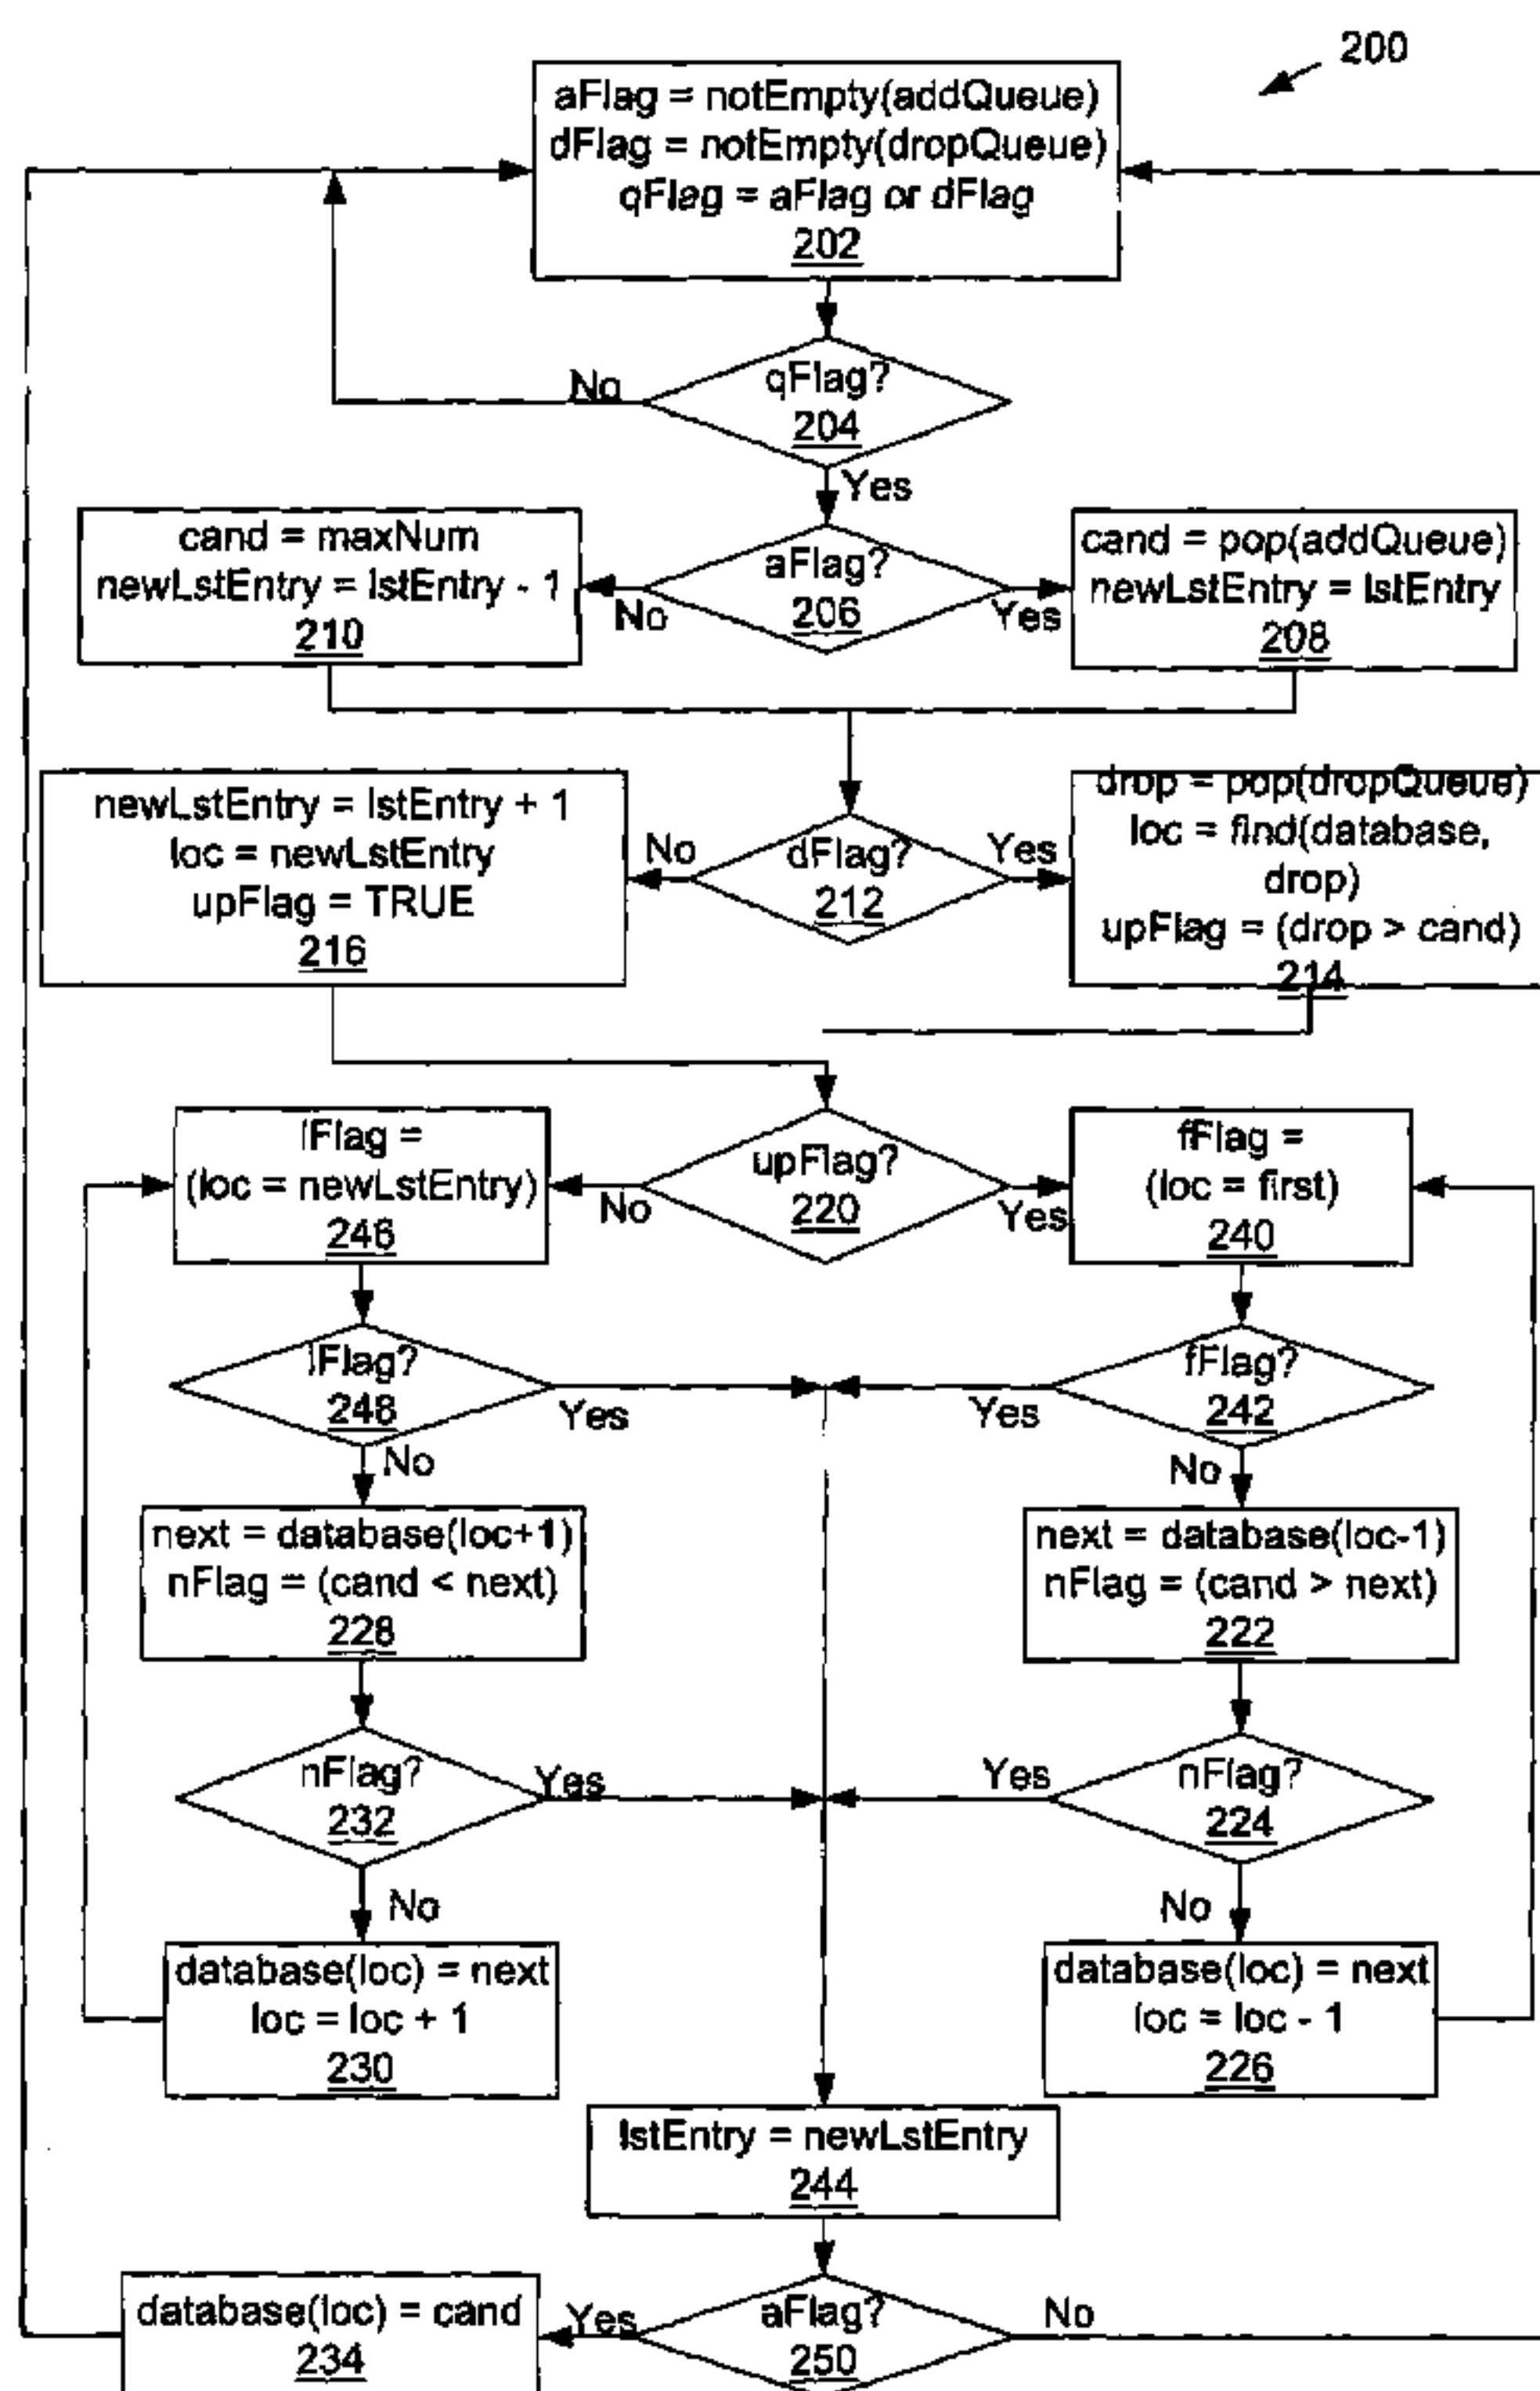 200
aFlag = notEmpty(addQueue)
dFlag = notEmpty(dropQueue)
qFlag = aFlag or dFlag
202
qFlag?
204
No
Yes
cand = maxNum
newLstEntry = lstEntry - 1
210
aFlag?
206
No
Yes
cand = pop(addQueue)
newLstEntry = lstEntry
208
newLstEntry = lstEntry + 1
loc = newLstEntry
upFlag = TRUE
216
No
dFlag?
212
Yes
drop = pop(dropQueue)
loc = find(database,
drop)
upFlag = (drop > cand)
214
lFlag =
(loc = newLstEntry)
246
No
upFlag?
220
Yes
fFlag =
(loc = first)
240
lFlag?
248
Yes
No
fFlag?
242
Yes
No
next = database(loc+1)
nFlag = (cand < next)
228
next = database(loc-1)
nFlag = (cand > next)
222
nFlag?
232
Yes
No
Yes
nFlag?
224
No
database(loc) = next
loc = loc + 1
230
database(loc) = next
loc = loc - 1
226
lstEntry = newLstEntry
244
database(loc) = cand
234
Yes
aFlag?
250
No